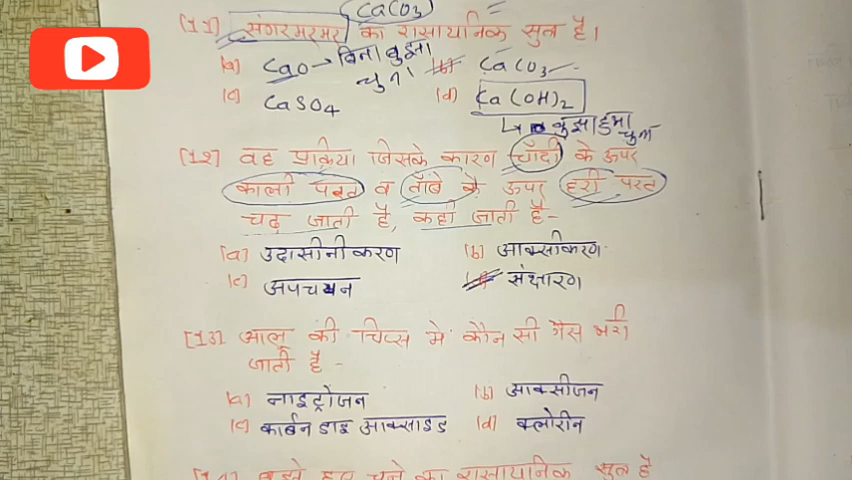 (CaCO3)
[11] संगमरमर का रासायनिक सुत्र है।
(a) CaO → बिना बुझा चुना (b) CaCO3
(c) CaSO4 (d) Ca(OH)2
↳ बुझा हुआ चुना
[12] वह प्रक्रिया जिसके कारण चाँदी के ऊपर
काली परत व ताँबे के ऊपर हरी परत
चढ़ जाती है, कही जाती है-
(a) उदासीनीकरण (b) आक्सीकरण
(c) अपचयन संक्षारण
[13] आलू की चिप्स मे कौन सी गैस भरी
जाती है -
(a) नाइट्रोजन (b) आक्सीजन
(c) कार्बन डाइ आक्साइड (d) क्लोरीन
[14] बुझे हुए चुने का रासायनिक सुत्र है